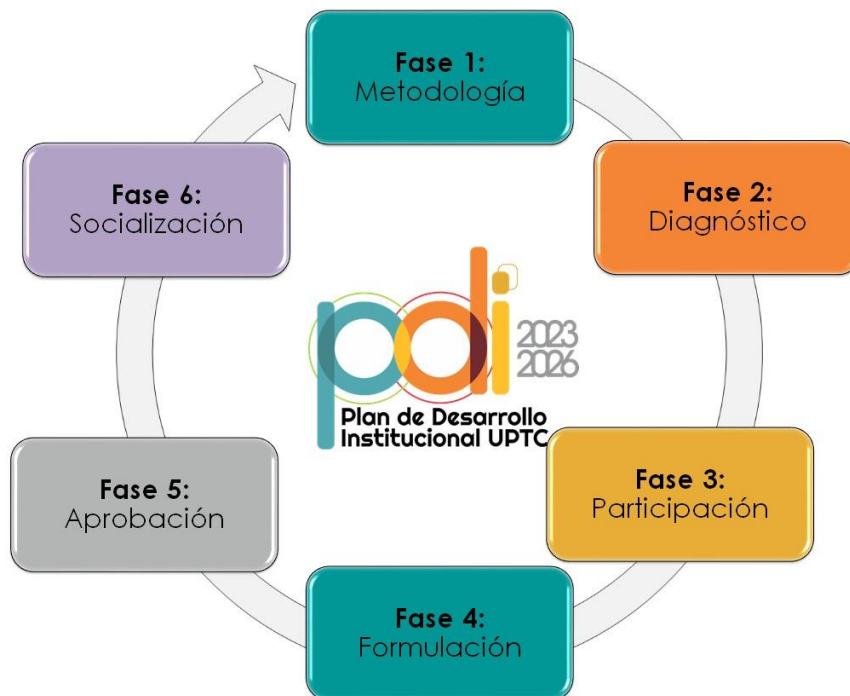 Fase 1:
Metodología
Fase 2:
Diagnóstico
Fase 3:
Participación
Fase 4:
Formulación
Fase 5:
Aprobación
Fase 6:
Socialización
pdi
2023
2026
Plan de Desarrollo
Institucional UPTC